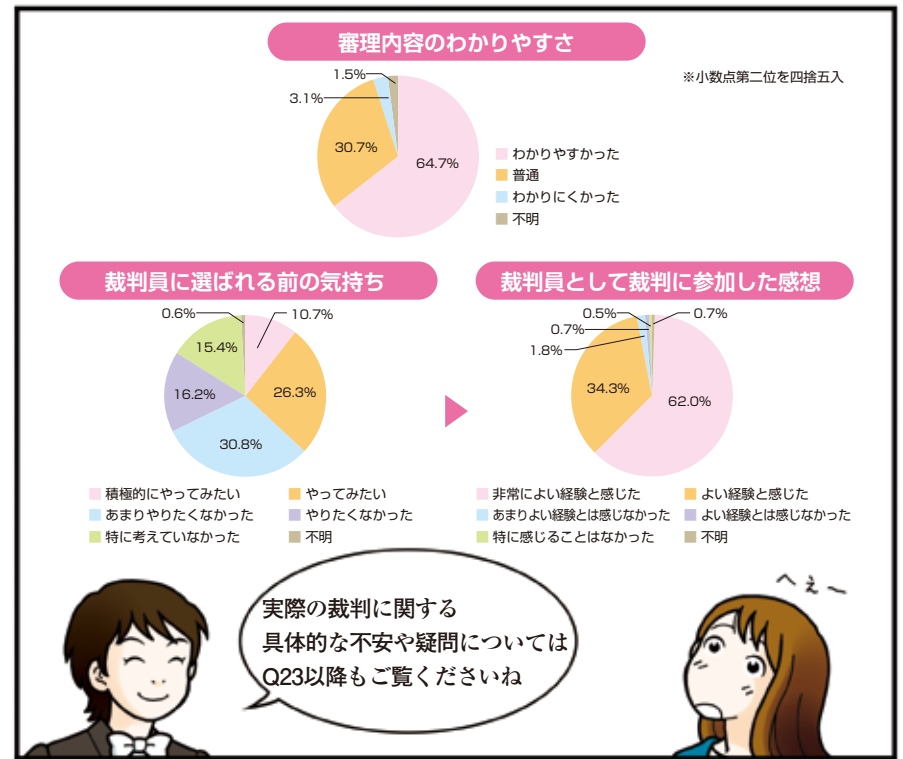 審理内容のわかりやすさ
※小数点第二位を四捨五入
1.5%
3.1%
30.7%
64.7%
わかりやすかった
普通
わかりにくかった
不明
裁判員に選ばれる前の気持ち
0.6%
10.7%
15.4%
26.3%
16.2%
30.8%
積極的にやってみたい
やってみたい
あまりやりたくなかった
やりたくなかった
特に考えていなかった
不明
裁判員として裁判に参加した感想
0.5%
0.7%
0.7%
1.8%
34.3%
62.0%
非常によい経験と感じた
よい経験と感じた
あまりよい経験とは感じなかった
よい経験とは感じなかった
特に感じることはなかった
不明
実際の裁判に関する
具体的な不安や疑問については
Q23以降もご覧くださいね
へぇ〜